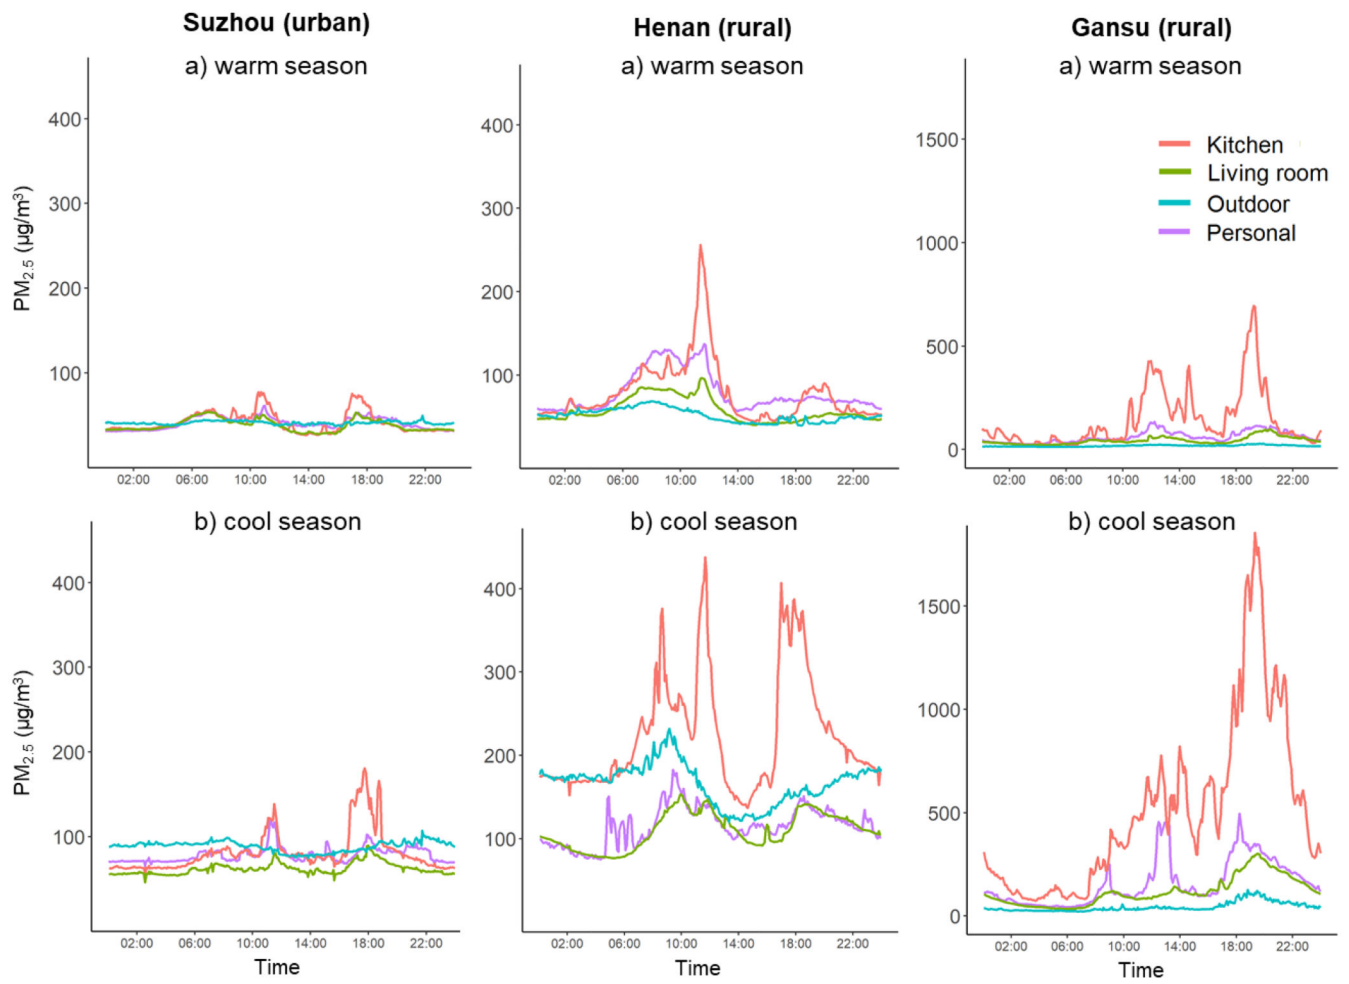 Suzhou (urban)
Henan (rural)
Gansu (rural)
a) warm season
a) warm season
a) warm season
PM2.5 (μg/m³)
400
300
200
100
02:00 06:00 10:00 14:00 18:00 22:00
400
300
200
100
02:00 06:00 10:00 14:00 18:00 22:00
1500
1000
500
0
02:00 06:00 10:00 14:00 18:00 22:00
Kitchen
Living room
Outdoor
Personal
b) cool season
b) cool season
b) cool season
PM2.5 (μg/m³)
400
300
200
100
02:00 06:00 10:00 14:00 18:00 22:00
Time
400
300
200
100
02:00 06:00 10:00 14:00 18:00 22:00
Time
1500
1000
500
0
02:00 06:00 10:00 14:00 18:00 22:00
Time